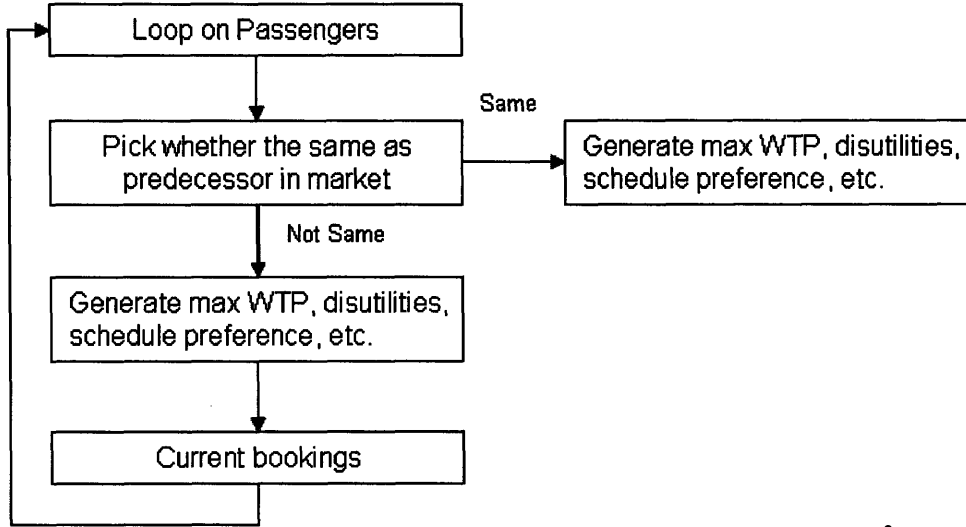 Loop on Passengers
Same
Pick whether the same as
predecessor in market
Generate max WTP, disutilities,
schedule preference, etc.
Not Same
Generate max WTP, disutilities,
schedule preference, etc.
Current bookings